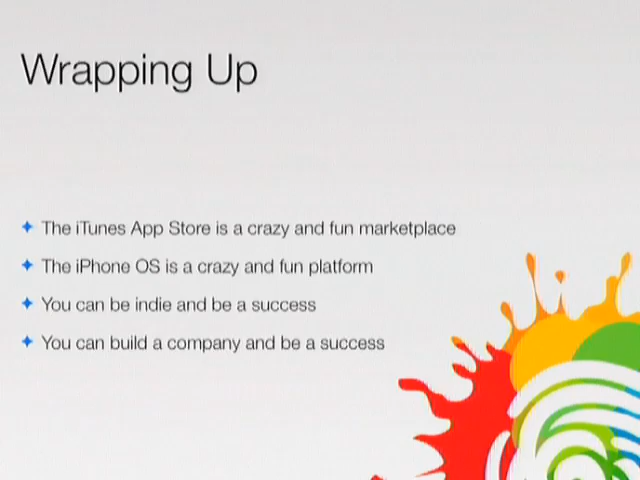 Wrapping Up
The iTunes App Store is a crazy and fun marketplace
The iPhone OS is a crazy and fun platform
You can be indie and be a success
You can build a company and be a success